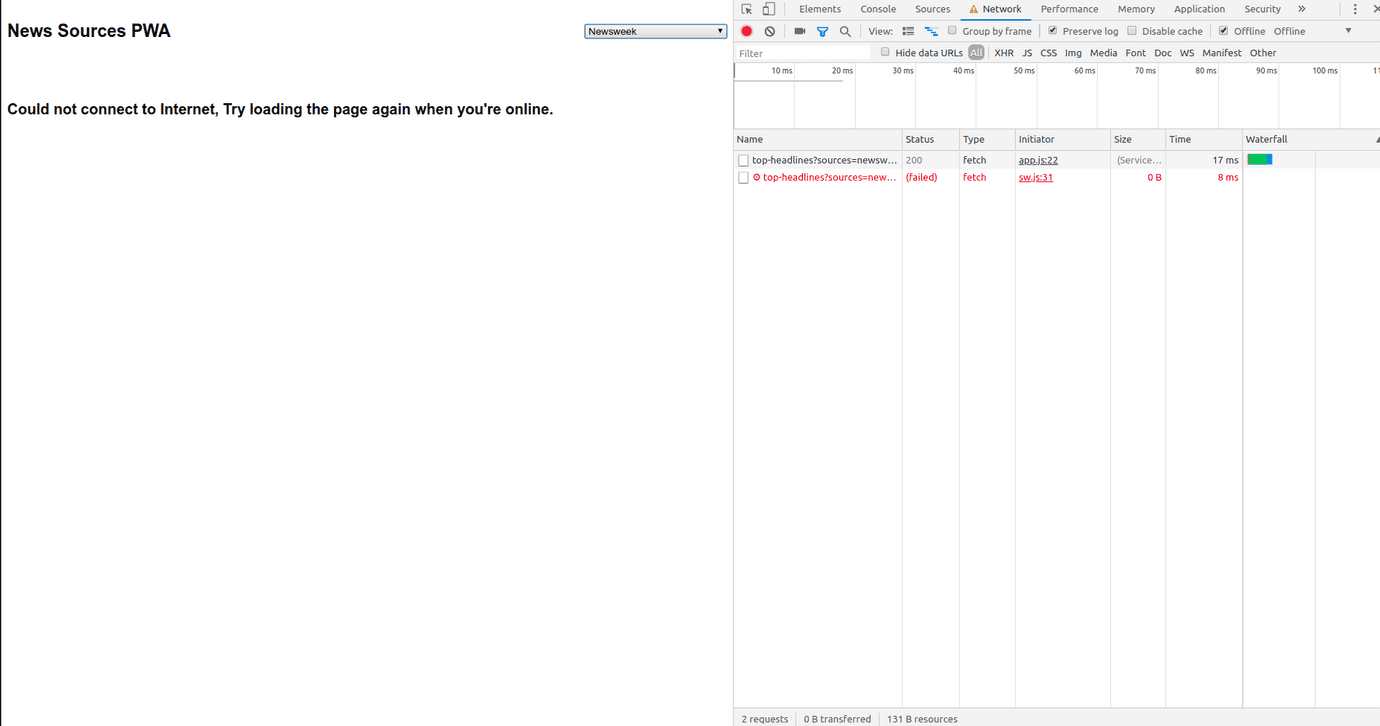 News Sources PWA
Newsweek
Could not connect to Internet, Try loading the page again when you're online.
Elements Console Sources Network Performance Memory Application Security
View: Group by frame Preserve log Disable cache Offline Offline
Filter Hide data URLs All XHR JS CSS Img Media Font Doc WS Manifest Other
10 ms 20 ms 30 ms 40 ms 50 ms 60 ms 70 ms 80 ms 90 ms 100 ms 11
Name Status Type Initiator Size Time Waterfall
top-headlines?sources=newsw... 200 fetch app.js:22 (Service... 17 ms
top-headlines?sources=new... (failed) fetch sw.js:31 0 B 8 ms
2 requests 0 B transferred 131 B resources